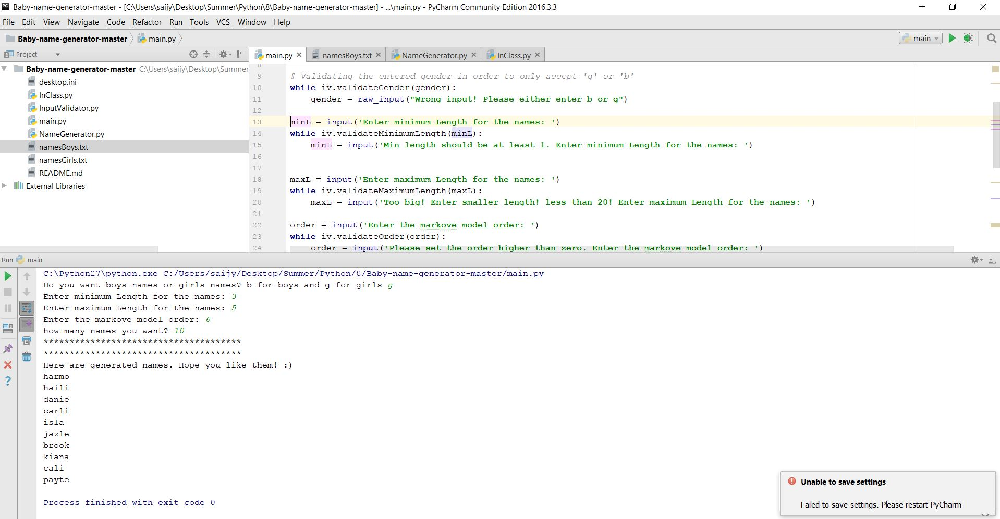 Baby-name-generator-master - [C:\Users\saijy\Desktop\Summer\Python\8\Baby-name-generator-master] - ...\main.py - PyCharm Community Edition 2016.3.3
File Edit View Navigate Code Refactor Run Tools VCS Window Help
Baby-name-generator-master main.py main
Project
main.py namesBoys.txt NameGenerator.py InClass.py
Baby-name-generator-master C:\Users\saijy\Desktop\Summer
desktop.ini
InClass.py
InputValidator.py
main.py
NameGenerator.py
namesBoys.txt
namesGirls.txt
README.md
External Libraries
8
9 # Validating the entered gender in order to only accept 'g' or 'b'
10 while iv.validateGender(gender):
11 gender = raw_input("Wrong input! Please either enter b or g")
12
13 minL = input('Enter minimum Length for the names: ')
14 while iv.validateMinimumLength(minL):
15 minL = input('Min length should be at least 1. Enter minimum Length for the names: ')
16
17
18 maxL = input('Enter maximum Length for the names: ')
19 while iv.validateMaximumLength(maxL):
20 maxL = input('Too big! Enter smaller length! less than 20! Enter maximum Length for the names: ')
21
22 order = input('Enter the markove model order: ')
23 while iv.validateOrder(order):
24 order = input('Please set the order higher than zero. Enter the markove model order: ')
Run main
C:\Python27\python.exe C:/Users/saijy/Desktop/Summer/Python/8/Baby-name-generator-master/main.py
Do you want boys names or girls names? b for boys and g for girls g
Enter minimum Length for the names: 3
Enter maximum Length for the names: 5
Enter the markove model order: 6
how many names you want? 10
**************************************
**************************************
Here are generated names. Hope you like them! :)
harmo
haili
danie
carli
isla
jazle
brook
kiana
cali
payte
Process finished with exit code 0
Unable to save settings
Failed to save settings. Please restart PyCharm